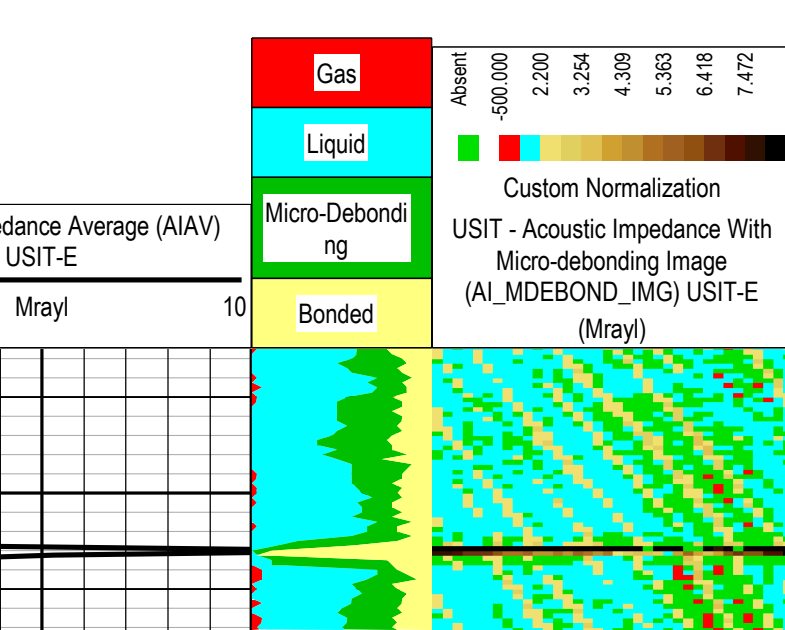 Gas
Liquid
Micro-Debondi
ng
Bonded
edance Average (AIAV)
USIT-E
Mrayl 10
Absent
-500.000
2.200
3.254
4.309
5.363
6.418
7.472
Custom Normalization
USIT - Acoustic Impedance With
Micro-debonding Image
(AI_MDEBOND_IMG) USIT-E
(Mrayl)